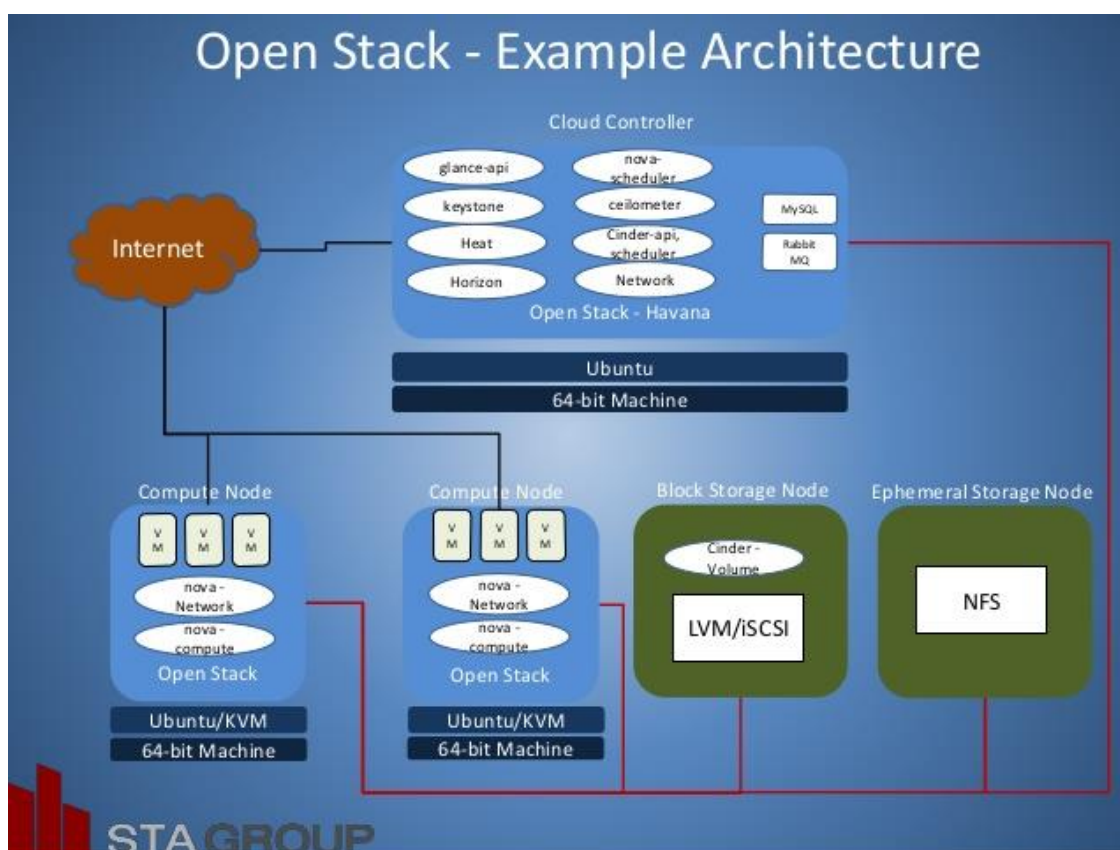 Open Stack - Example Architecture
Cloud Controller
glance-api
nova-
scheduler
keystone
ceilometer
MySQL
Internet
Heat
Cinder-api,
scheduler
Rabbit
MQ
Horizon
Network
Open Stack - Havana
Ubuntu
64-bit Machine
Compute Node
V
M
V
M
V
M
nova -
Network
nova -
compute
Open Stack
Ubuntu/KVM
64-bit Machine
Compute Node
V
M
V
M
V
M
nova -
Network
nova -
compute
Open Stack
Ubuntu/KVM
64-bit Machine
Block Storage Node
Cinder -
Volume
LVM/iSCSI
Ephemeral Storage Node
NFS
STA GROUP